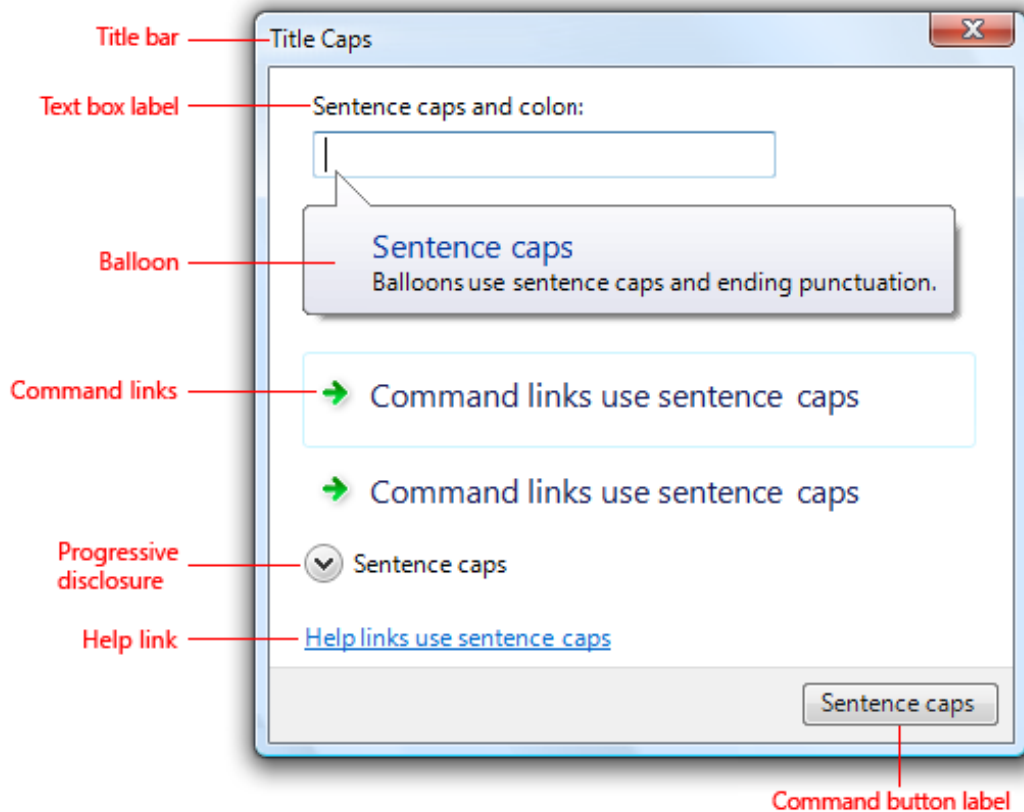 Title bar
Title Caps
Text box label
Sentence caps and colon:
Balloon
Sentence caps
Balloons use sentence caps and ending punctuation.
Command links
Command links use sentence caps
Command links use sentence caps
Progressive
disclosure
Sentence caps
Help link
Help links use sentence caps
Sentence caps
Command button label